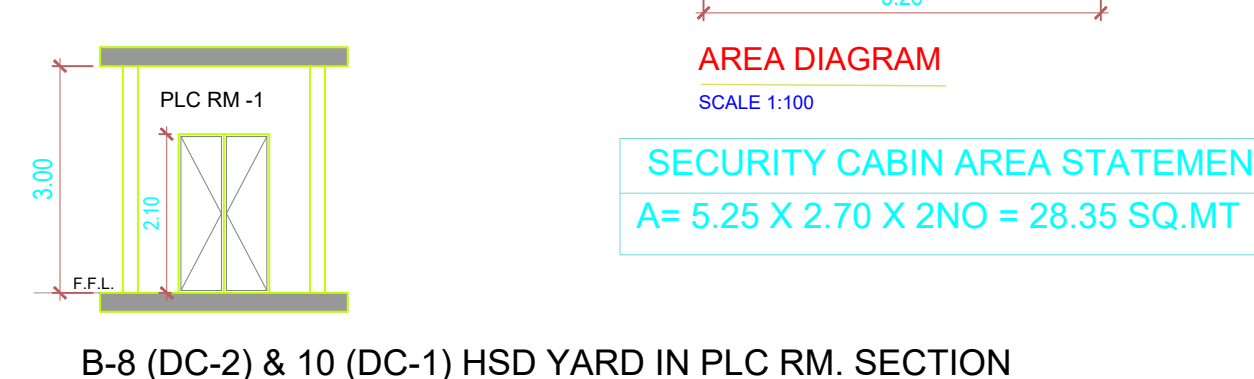 AREA DIAGRAM
SCALE 1:100
PLC RM -1
3.00
2.10
F.F.L.
SECURITY CABIN AREA STATEMEN
A= 5.25 X 2.70 X 2NO = 28.35 SQ.MT
B-8 (DC-2) & 10 (DC-1) HSD YARD IN PLC RM. SECTION